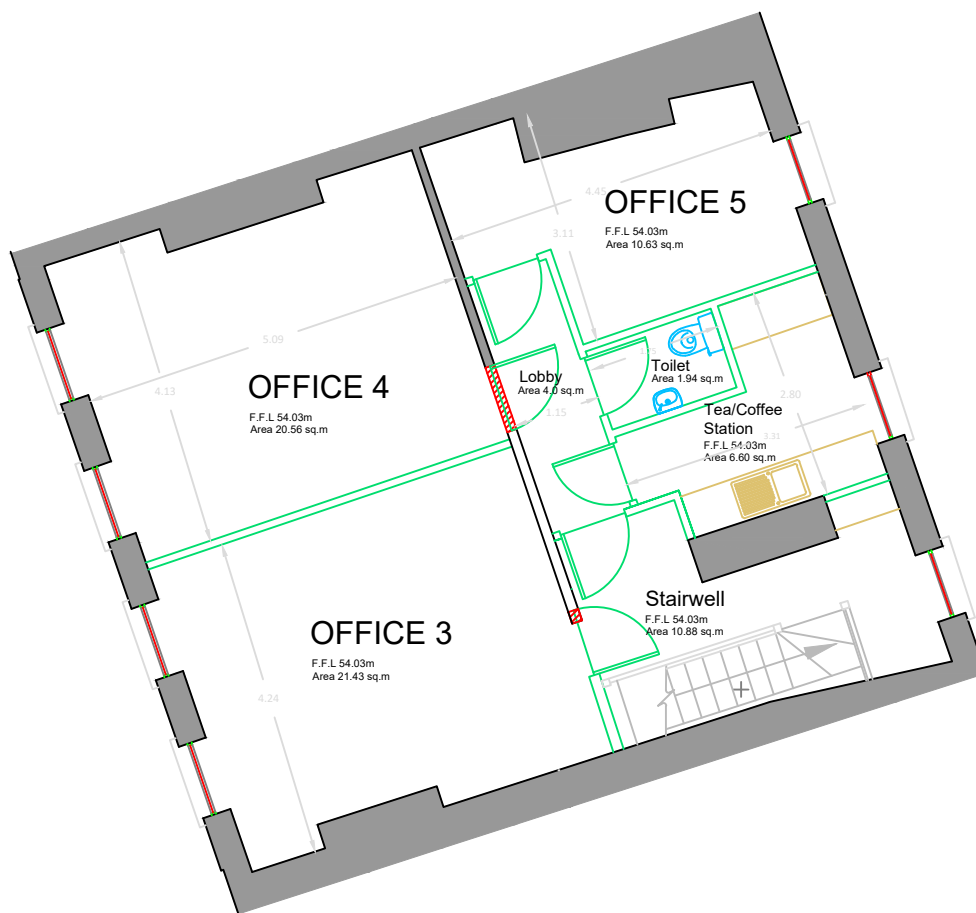 OFFICE 5
F.F.L 54.03m
Area 10.63 sq.m
4.45
3.11
5.09
4.13
OFFICE 4
F.F.L 54.03m
Area 20.56 sq.m
Lobby
Area 4.0 sq.m
1.15
Toilet
Area 1.94 sq.m
Tea/Coffee
Station
F.F.L 54.03m
Area 6.60 sq.m
2.80
3.31
OFFICE 3
F.F.L 54.03m
Area 21.43 sq.m
4.24
Stairwell
F.F.L 54.03m
Area 10.88 sq.m